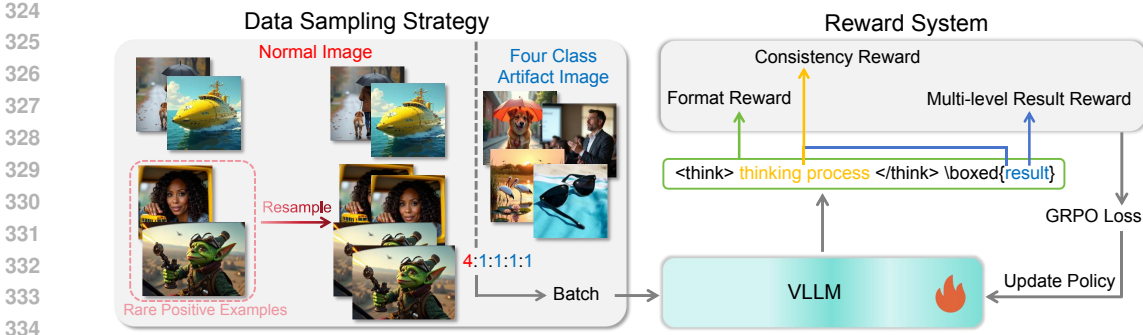 324
325
326
327
328
329
330
331
332
333
334
Data Sampling Strategy
Normal Image
Four Class
Artifact Image
Resample
Rare Positive Examples
4:1:1:1:1
Batch
Reward System
Consistency Reward
Format Reward
Multi-level Result Reward
<think> thinking process </think> \boxed{result}
GRPO Loss
VLLM
Update Policy